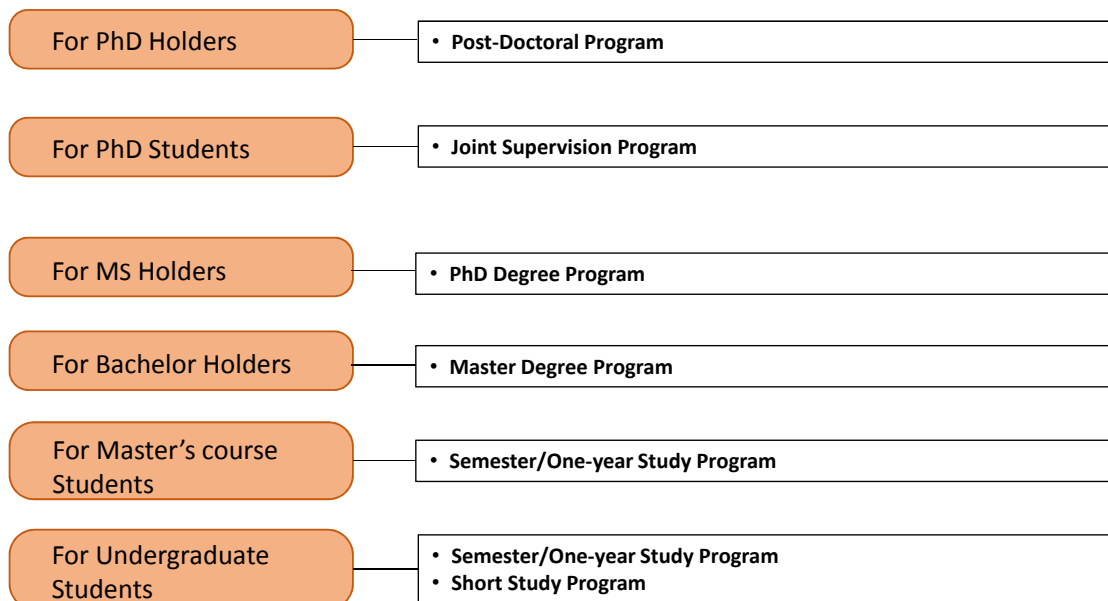 For PhD Holders
• Post-Doctoral Program
For PhD Students
• Joint Supervision Program
For MS Holders
• PhD Degree Program
For Bachelor Holders
• Master Degree Program
For Master’s course
Students
• Semester/One-year Study Program
For Undergraduate
Students
• Semester/One-year Study Program
• Short Study Program